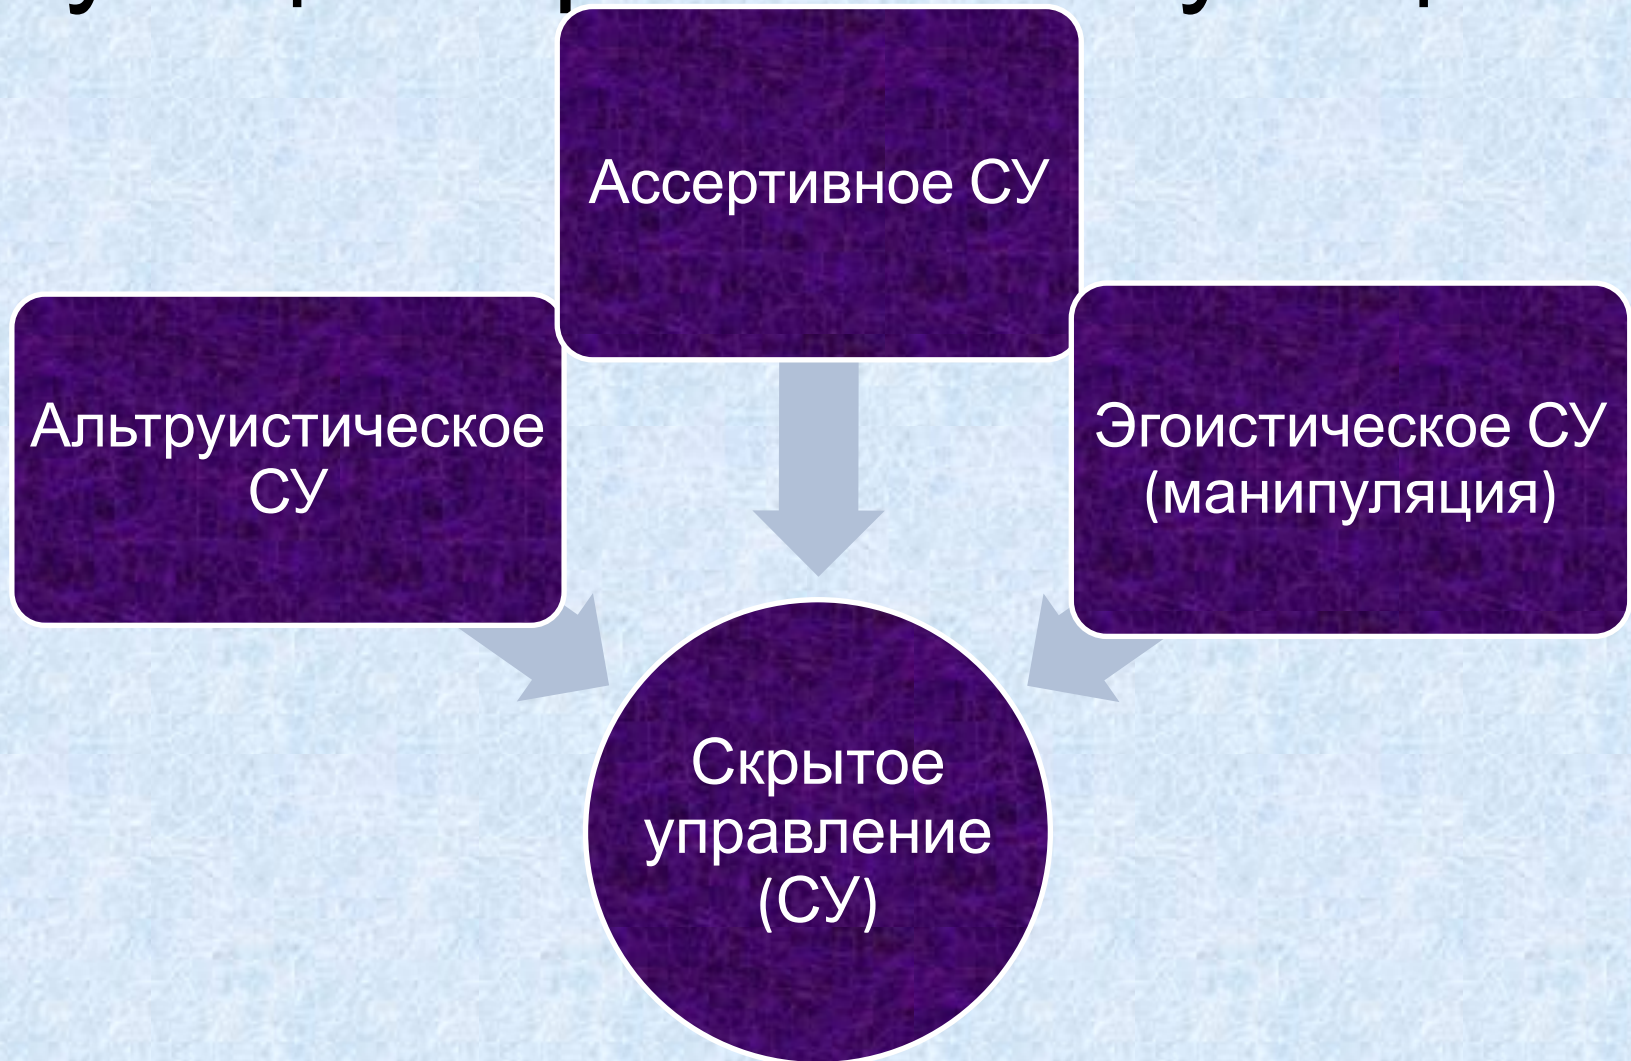 Ассертивное СУ
Альтруистическое
СУ
Эгоистическое СУ
(манипуляция)
Скрытое
управление
(СУ)